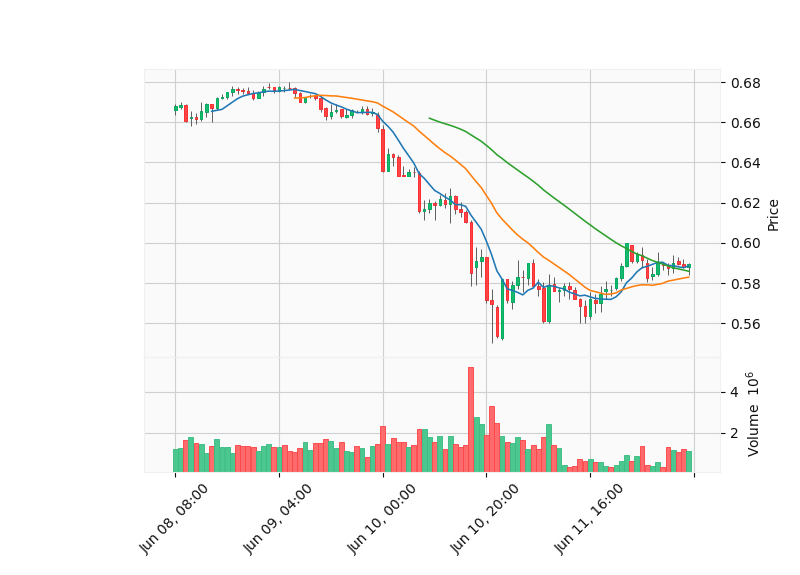 0.68
0.66
0.64
0.62
0.60
0.58
0.56
Price
4
2
Volume 10⁶
Jun 08, 08:00
Jun 09, 04:00
Jun 10, 00:00
Jun 10, 20:00
Jun 11, 16:00